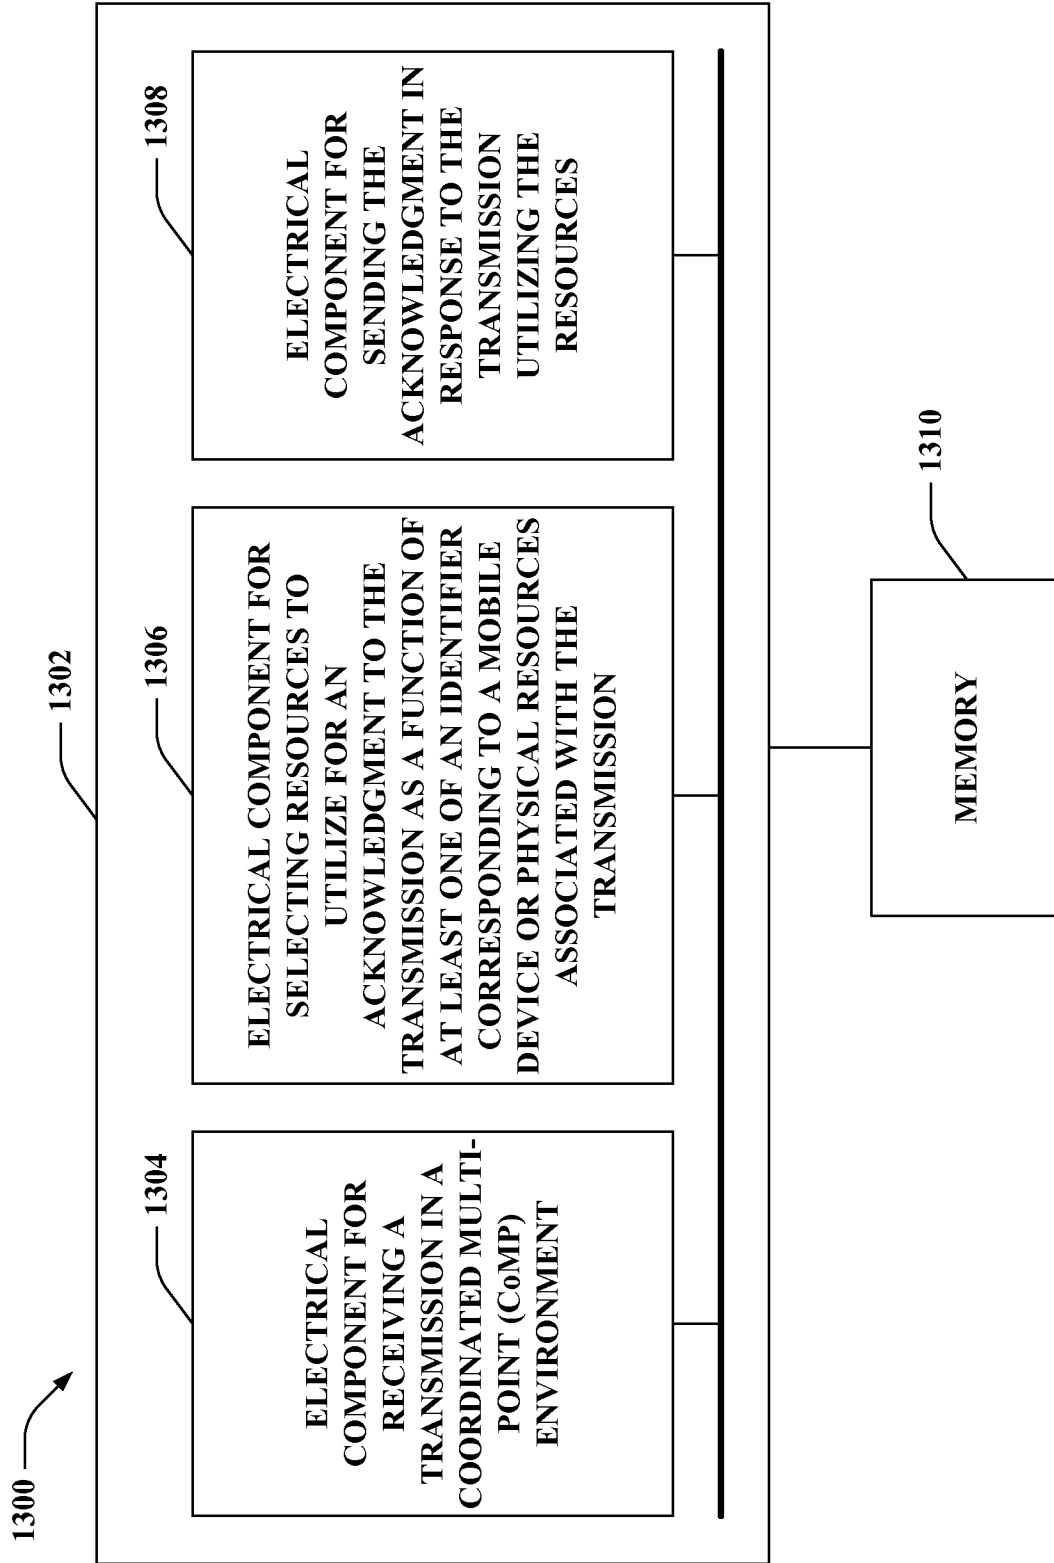 1300
1302
1304
ELECTRICAL
COMPONENT FOR
RECEIVING A
TRANSMISSION IN A
COORDINATED MULTI-
POINT (CoMP)
ENVIRONMENT
1306
ELECTRICAL COMPONENT FOR
SELECTING RESOURCES TO
UTILIZE FOR AN
ACKNOWLEDGMENT TO THE
TRANSMISSION AS A FUNCTION OF
AT LEAST ONE OF AN IDENTIFIER
CORRESPONDING TO A MOBILE
DEVICE OR PHYSICAL RESOURCES
ASSOCIATED WITH THE
TRANSMISSION
1308
ELECTRICAL
COMPONENT FOR
SENDING THE
ACKNOWLEDGMENT IN
RESPONSE TO THE
TRANSMISSION
UTILIZING THE
RESOURCES
1310
MEMORY